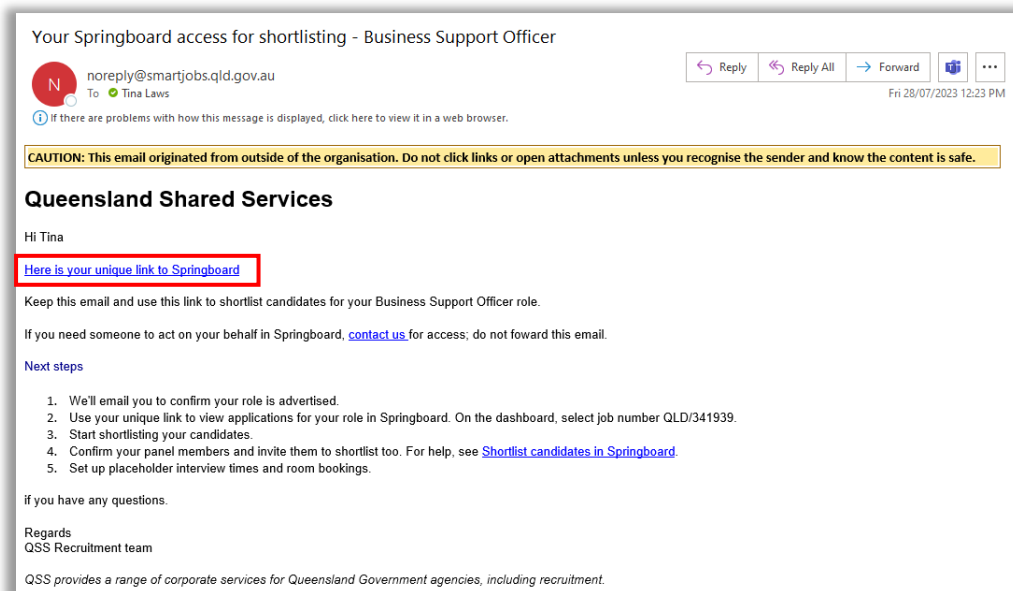 Your Springboard access for shortlisting - Business Support Officer
N
noreply@smartjobs.qld.gov.au
To Tina Laws
Reply Reply All Forward
Fri 28/07/2023 12:23 PM
If there are problems with how this message is displayed, click here to view it in a web browser.
CAUTION: This email originated from outside of the organisation. Do not click links or open attachments unless you recognise the sender and know the content is safe.
Queensland Shared Services
Hi Tina
Here is your unique link to Springboard
Keep this email and use this link to shortlist candidates for your Business Support Officer role.
If you need someone to act on your behalf in Springboard, contact us for access; do not foward this email.
Next steps
1. We'll email you to confirm your role is advertised.
2. Use your unique link to view applications for your role in Springboard. On the dashboard, select job number QLD/341939.
3. Start shortlisting your candidates.
4. Confirm your panel members and invite them to shortlist too. For help, see Shortlist candidates in Springboard.
5. Set up placeholder interview times and room bookings.
if you have any questions.
Regards
QSS Recruitment team
QSS provides a range of corporate services for Queensland Government agencies, including recruitment.